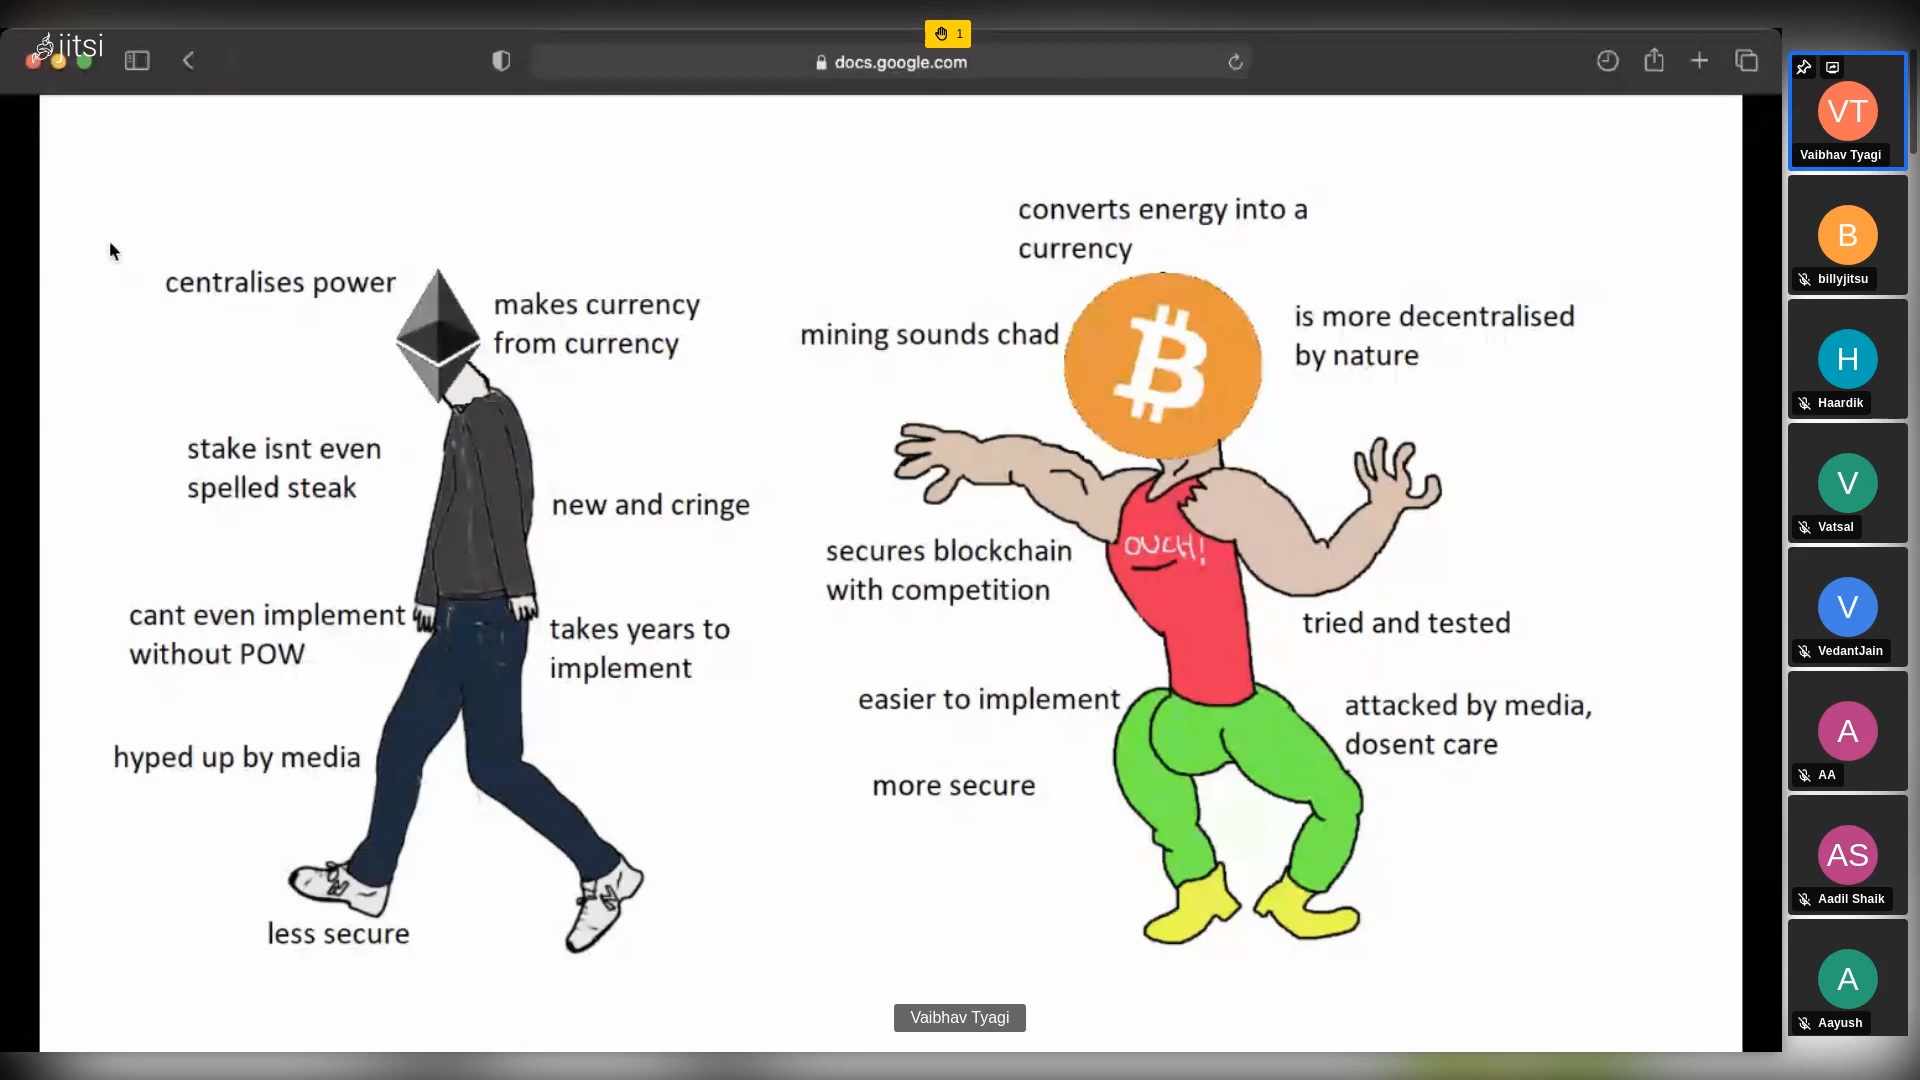 jitsi
1
docs.google.com
centralises power
makes currency
from currency
stake isnt even
spelled steak
new and cringe
cant even implement
without POW
takes years to
implement
hyped up by media
less secure
converts energy into a
currency
mining sounds chad
is more decentralised
by nature
OUCH!
secures blockchain
with competition
tried and tested
easier to implement
attacked by media,
dosent care
more secure
Vaibhav Tyagi
VT
Vaibhav Tyagi
B
billyjitsu
H
Haardik
V
Vatsal
V
VedantJain
A
AA
AS
Aadil Shaik
A
Aayush